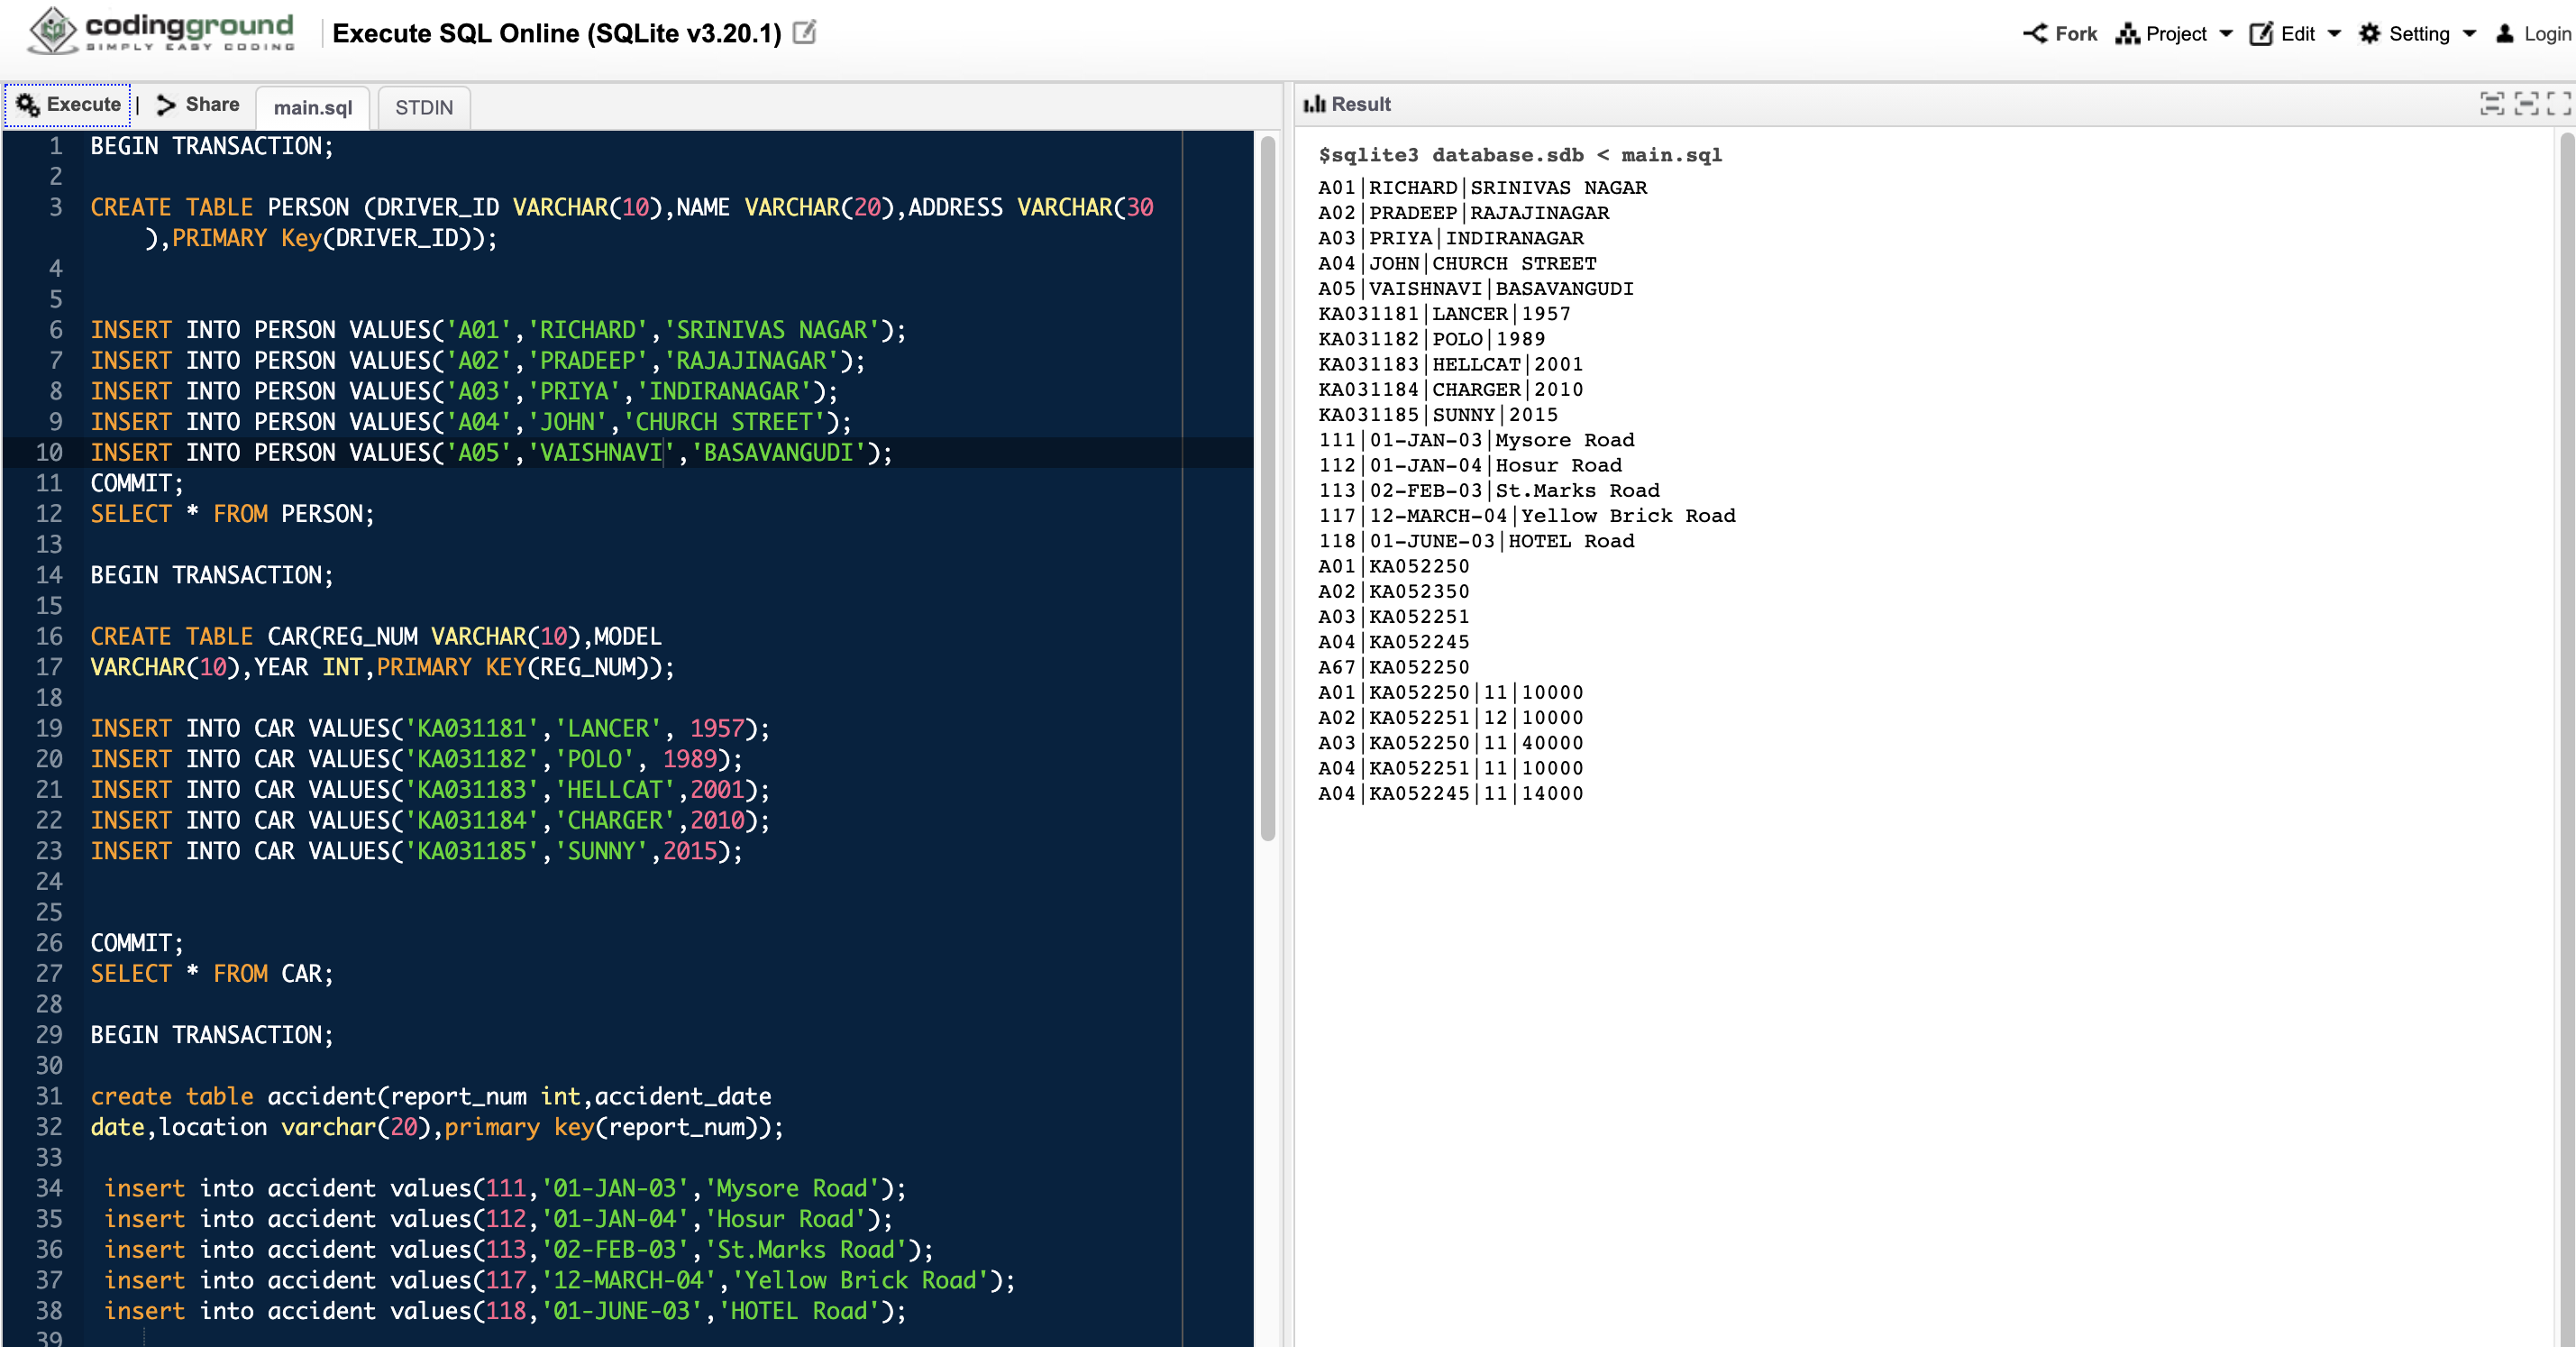 codingground
SIMPLY EASY CODING
Execute SQL Online (SQLite v3.20.1)
Fork Project Edit Setting Login
Execute | Share main.sql STDIN
1 BEGIN TRANSACTION;
2
3 CREATE TABLE PERSON (DRIVER_ID VARCHAR(10),NAME VARCHAR(20),ADDRESS VARCHAR(30
),PRIMARY Key(DRIVER_ID));
4
5
6 INSERT INTO PERSON VALUES('A01','RICHARD','SRINIVAS NAGAR');
7 INSERT INTO PERSON VALUES('A02','PRADEEP','RAJAJINAGAR');
8 INSERT INTO PERSON VALUES('A03','PRIYA','INDIRANAGAR');
9 INSERT INTO PERSON VALUES('A04','JOHN','CHURCH STREET');
10 INSERT INTO PERSON VALUES('A05','VAISHNAVI','BASAVANGUDI');
11 COMMIT;
12 SELECT * FROM PERSON;
13
14 BEGIN TRANSACTION;
15
16 CREATE TABLE CAR(REG_NUM VARCHAR(10),MODEL
17 VARCHAR(10),YEAR INT,PRIMARY KEY(REG_NUM));
18
19 INSERT INTO CAR VALUES('KA031181','LANCER', 1957);
20 INSERT INTO CAR VALUES('KA031182','POLO', 1989);
21 INSERT INTO CAR VALUES('KA031183','HELLCAT',2001);
22 INSERT INTO CAR VALUES('KA031184','CHARGER',2010);
23 INSERT INTO CAR VALUES('KA031185','SUNNY',2015);
24
25
26 COMMIT;
27 SELECT * FROM CAR;
28
29 BEGIN TRANSACTION;
30
31 create table accident(report_num int,accident_date
32 date,location varchar(20),primary key(report_num));
33
34 insert into accident values(111,'01-JAN-03','Mysore Road');
35 insert into accident values(112,'01-JAN-04','Hosur Road');
36 insert into accident values(113,'02-FEB-03','St.Marks Road');
37 insert into accident values(117,'12-MARCH-04','Yellow Brick Road');
38 insert into accident values(118,'01-JUNE-03','HOTEL Road');
39
Result
$sqlite3 database.sdb < main.sql
A01|RICHARD|SRINIVAS NAGAR
A02|PRADEEP|RAJAJINAGAR
A03|PRIYA|INDIRANAGAR
A04|JOHN|CHURCH STREET
A05|VAISHNAVI|BASAVANGUDI
KA031181|LANCER|1957
KA031182|POLO|1989
KA031183|HELLCAT|2001
KA031184|CHARGER|2010
KA031185|SUNNY|2015
111|01-JAN-03|Mysore Road
112|01-JAN-04|Hosur Road
113|02-FEB-03|St.Marks Road
117|12-MARCH-04|Yellow Brick Road
118|01-JUNE-03|HOTEL Road
A01|KA052250
A02|KA052350
A03|KA052251
A04|KA052245
A67|KA052250
A01|KA052250|11|10000
A02|KA052251|12|10000
A03|KA052250|11|40000
A04|KA052251|11|10000
A04|KA052245|11|14000